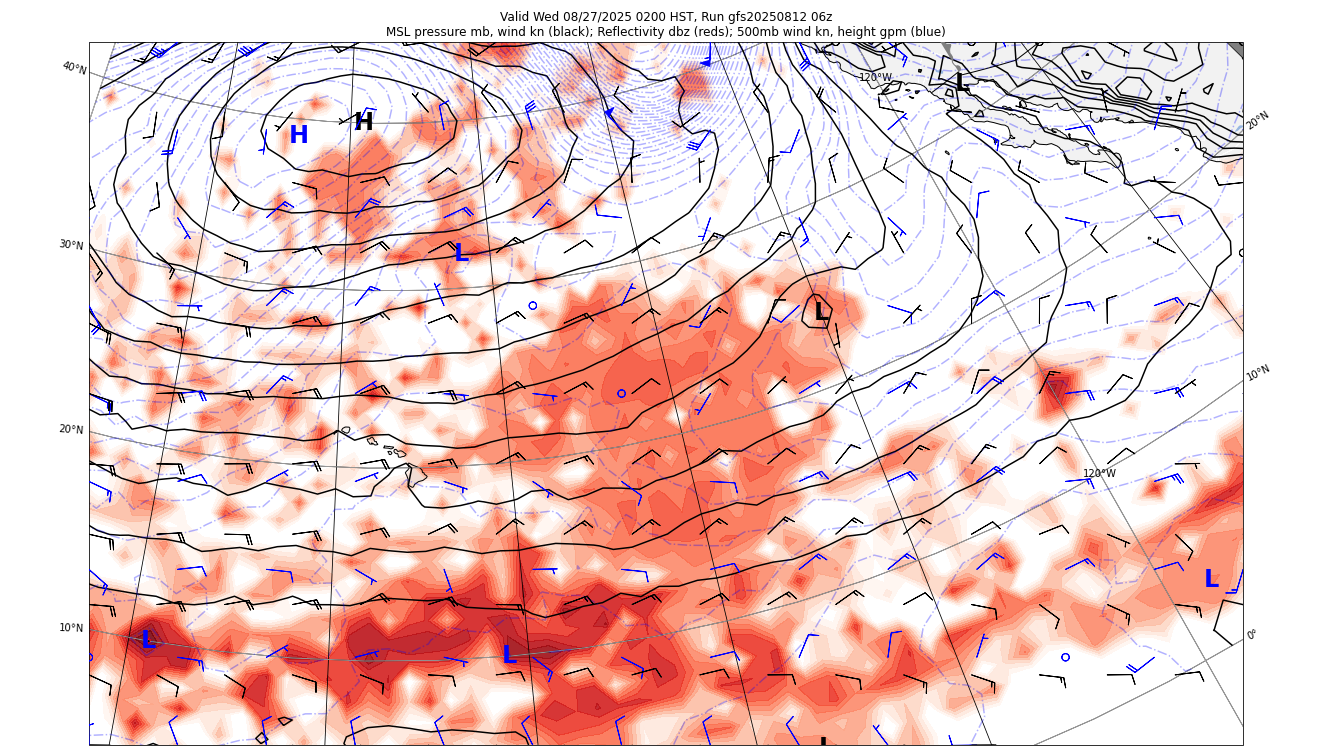 Valid Wed 08/27/2025 0200 HST, Run gfs20250812 06z
MSL pressure mb, wind kn (black); Reflectivity dbz (reds); 500mb wind kn, height gpm (blue)
40°N
120°W
L
20°N
H
H
30°N
L
L
10°N
20°N
120°W
L
10°N
L
L
0°
L